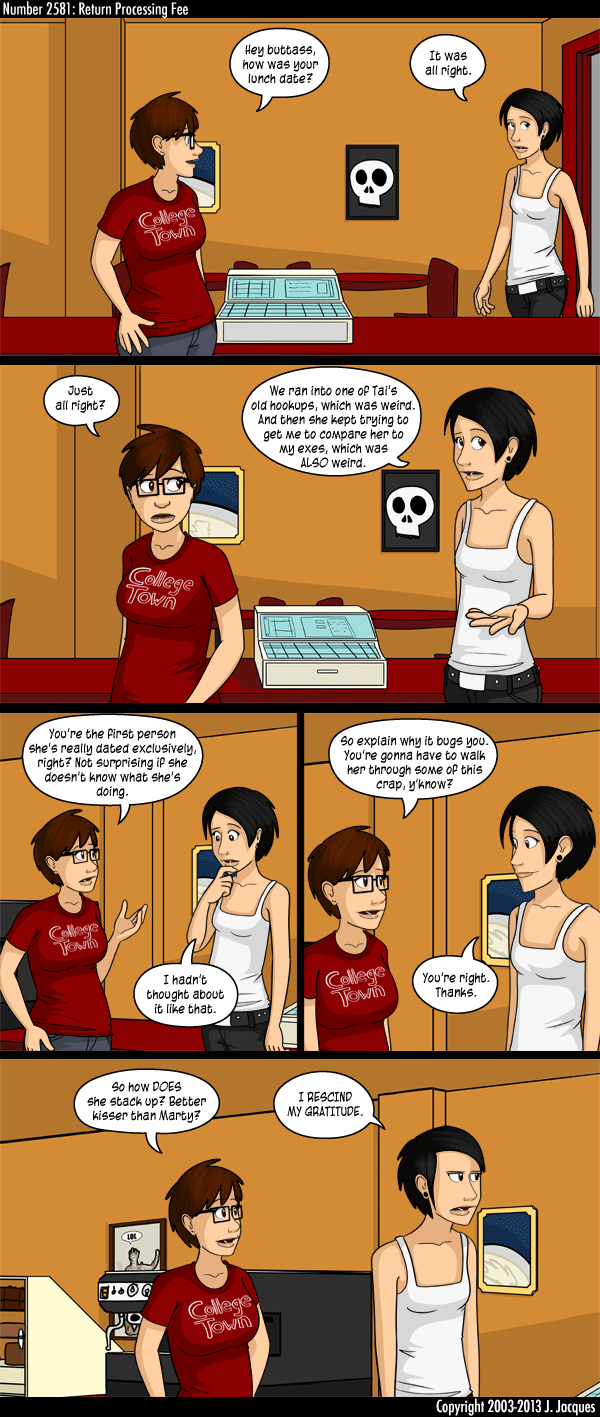 Number 2581: Return Processing Fee
Hey buttass,
how was your
lunch date?
It was
all right.
College
Town
Just
all right?
We ran into one of Tai's
old hookups, which was weird.
And then she kept trying to
get me to compare her to
my exes, which was
ALSO weird.
College
Town
You're the first person
she's really dated exclusively,
right? Not surprising if she
doesn't know what she's
doing.
I hadn't
thought about
it like that.
College
Town
So explain why it bugs you.
You're gonna have to walk
her through some of this
crap, y'know?
You're right.
Thanks.
College
Town
So how DOES
she stack up? Better
kisser than Marty?
I RESCIND
MY GRATITUDE.
LOL
College
Town
Copyright 2003-2013 J. Jacques